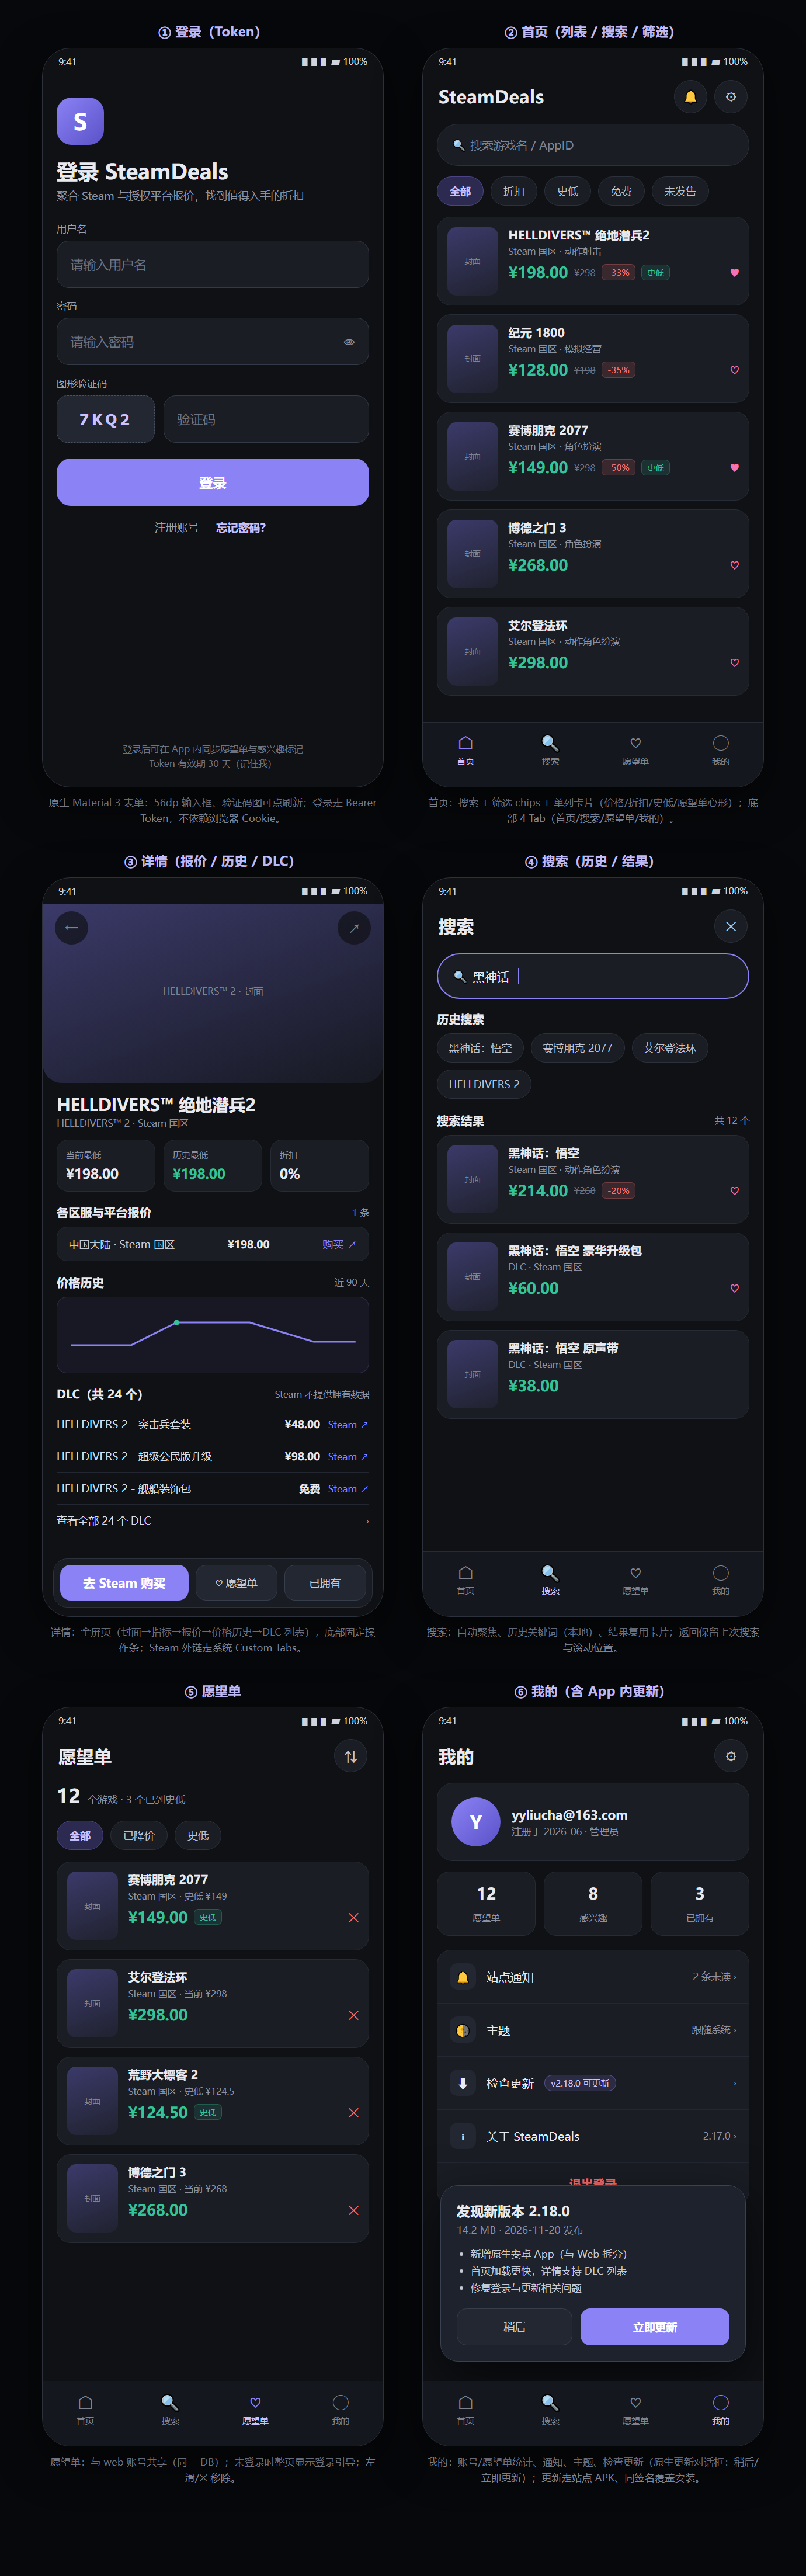 ① 登录（Token）
9:41
100%
S
登录 SteamDeals
聚合 Steam 与授权平台报价，找到值得入手的折扣
用户名
请输入用户名
密码
请输入密码
图形验证码
7KQ2 验证码
登录
注册账号 忘记密码?
登录后可在 App 内同步愿望单与感兴趣标记
Token 有效期 30 天（记住我）
原生 Material 3 表单：56dp 输入框、验证码图可点刷新；登录走 Bearer
Token，不依赖浏览器 Cookie。
② 首页（列表 / 搜索 / 筛选）
9:41
100%
SteamDeals
搜索游戏名 / AppID
全部 折扣 史低 免费 未发售
封面
HELLDIVERS™ 绝地潜兵2
Steam 国区 · 动作射击
¥198.00 ¥298 -33% 史低
封面
纪元 1800
Steam 国区 · 模拟经营
¥128.00 ¥198 -35%
封面
赛博朋克 2077
Steam 国区 · 角色扮演
¥149.00 ¥298 -50% 史低
封面
博德之门 3
Steam 国区 · 角色扮演
¥268.00
封面
艾尔登法环
Steam 国区 · 动作角色扮演
¥298.00
首页 搜索 愿望单 我的
首页：搜索 + 筛选 chips + 单列卡片（价格/折扣/史低/愿望单心形）；底
部 4 Tab（首页/搜索/愿望单/我的）。
③ 详情（报价 / 历史 / DLC）
9:41
100%
← ↗
HELLDIVERS™ 2 · 封面
HELLDIVERS™ 绝地潜兵2
HELLDIVERS™ 2 · Steam 国区
当前最低 历史最低 折扣
¥198.00 ¥198.00 0%
各区服与平台报价 1 条
中国大陆 · Steam 国区 ¥198.00 购买 ↗
价格历史 近 90 天
DLC（共 24 个） Steam 不提供拥有数据
HELLDIVERS 2 - 突击兵套装 ¥48.00 Steam ↗
HELLDIVERS 2 - 超级公民版升级 ¥98.00 Steam ↗
HELLDIVERS 2 - 舰船装饰包 免费 Steam ↗
查看全部 24 个 DLC ›
去 Steam 购买 ♡ 愿望单 已拥有
详情：全屏页（封面→指标→报价→价格历史→DLC 列表），底部固定操
作条；Steam 外链走系统 Custom Tabs。
④ 搜索（历史 / 结果）
9:41
100%
搜索
黑神话
历史搜索
黑神话：悟空 赛博朋克 2077 艾尔登法环
HELLDIVERS 2
搜索结果 共 12 个
封面
黑神话：悟空
Steam 国区 · 动作角色扮演
¥214.00 ¥268 -20%
封面
黑神话：悟空 豪华升级包
DLC · Steam 国区
¥60.00
封面
黑神话：悟空 原声带
DLC · Steam 国区
¥38.00
首页 搜索 愿望单 我的
搜索：自动聚焦、历史关键词（本地）、结果复用卡片；返回保留上次搜索
与滚动位置。
⑤ 愿望单
9:41
100%
愿望单
12 个游戏 · 3 个已到史低
全部 已降价 史低
封面
赛博朋克 2077
Steam 国区 · 史低 ¥149
¥149.00 史低
封面
艾尔登法环
Steam 国区 · 当前 ¥298
¥298.00
封面
荒野大镖客 2
Steam 国区 · 史低 ¥124.5
¥124.50 史低
封面
博德之门 3
Steam 国区 · 当前 ¥268
¥268.00
首页 搜索 愿望单 我的
愿望单：与 web 账号共享（同一 DB）；未登录时整页显示登录引导；左
滑/✕ 移除。
⑥ 我的（含 App 内更新）
9:41
100%
我的
Y
yyliucha@163.com
注册于 2026-06 · 管理员
12 8 3
愿望单 感兴趣 已拥有
站点通知 2 条未读 ›
主题 跟随系统 ›
检查更新 v2.18.0 可更新 ›
关于 SteamDeals 2.17.0 ›
退出登录
发现新版本 2.18.0
14.2 MB · 2026-11-20 发布
• 新增原生安卓 App（与 Web 拆分）
• 首页加载更快，详情支持 DLC 列表
• 修复登录与更新相关问题
稍后 立即更新
首页 搜索 愿望单 我的
我的：账号/愿望单统计、通知、主题、检查更新（原生更新对话框：稍后/
立即更新）；更新走站点 APK、同签名覆盖安装。